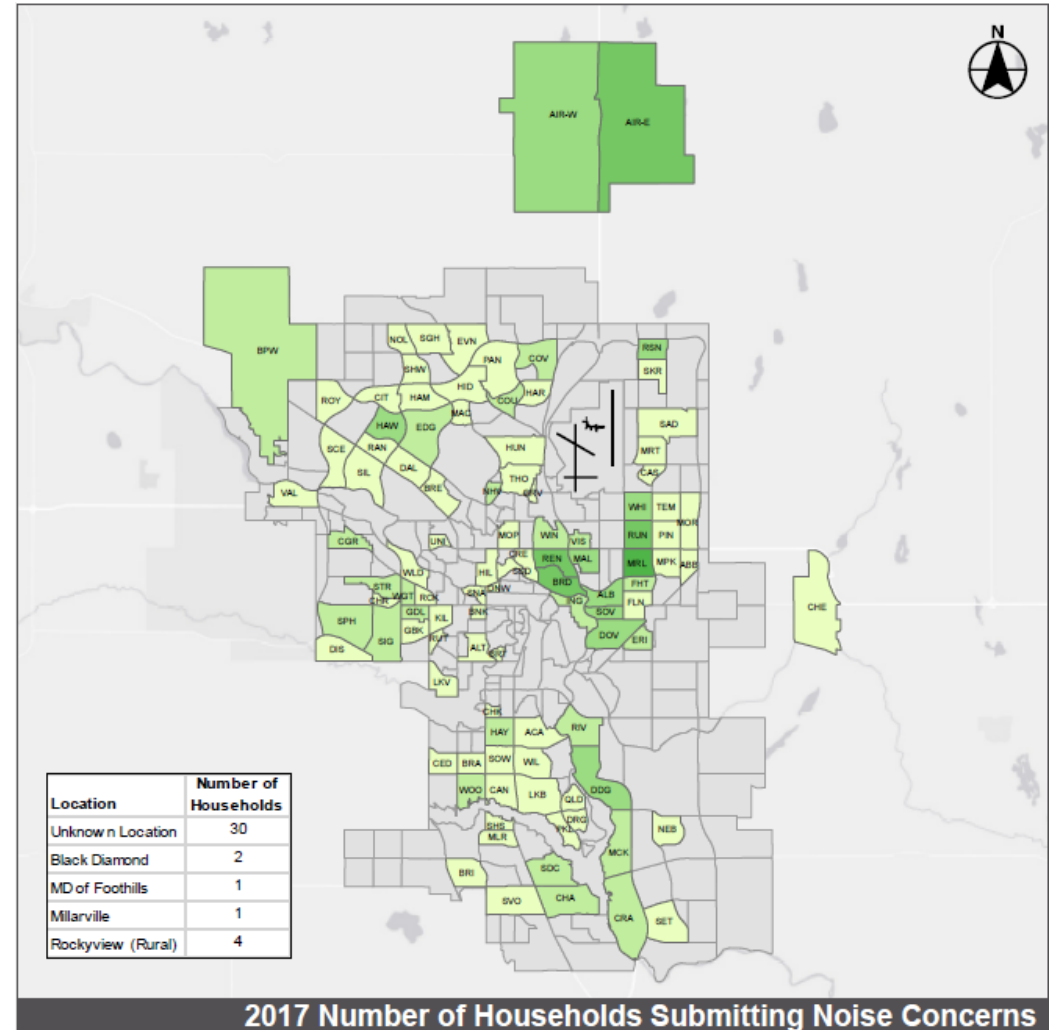 N
AIR-W AIR-E
BPW
NOL SGH EVN
PAN COV RSN
SHW SKR
HID
ROY CIT HAM COU HAR
MAC
HAW EDG SAD
SCE RAN HUN MRT
SIL DAL THO CAS
VAL BRE NHV
WHI TEM
MOR
CGR UNI MOP WIN VIS RUN PIN
CRE REN MAL MRL MPK ABB
WLD HIL BRD FHT
STR SNA DNW ALB
CHR WGT ROK ING FLN CHE
SPH GDL KIL BNK SOV
GBK RUT DOV ERI
DIS SIG ALT
LKV
CHK
HAY ACA RIV
CED BRA SOW WIL
WOO CAN LKB QLD DDG
DRG NEB
SHS PKL
MLR MCK
BRI SDC
SVO CHA CRA SET
Location Number of Households
Unknown Location 30
Black Diamond 2
MD of Foothills 1
Millarville 1
Rockyview (Rural) 4
2017 Number of Households Submitting Noise Concerns